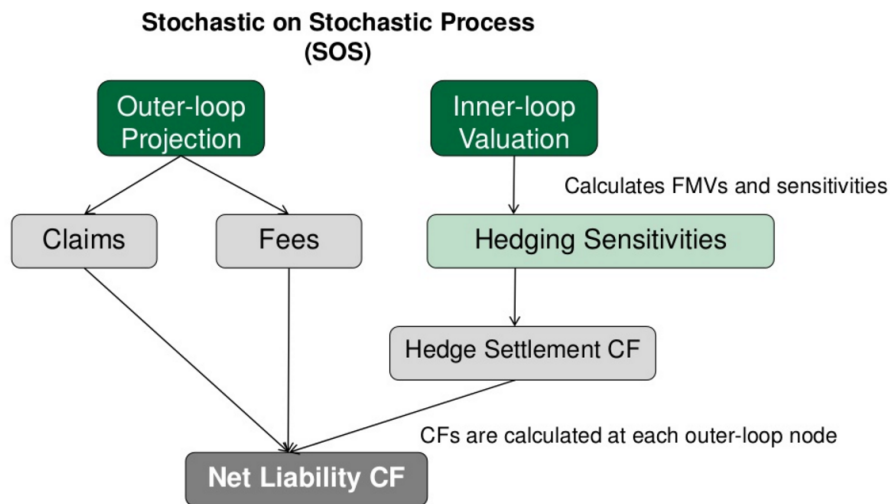 Stochastic on Stochastic Process
(SOS)
Outer-loop
Projection
Inner-loop
Valuation
Calculates FMVs and sensitivities
Claims
Fees
Hedging Sensitivities
Hedge Settlement CF
CFs are calculated at each outer-loop node
Net Liability CF